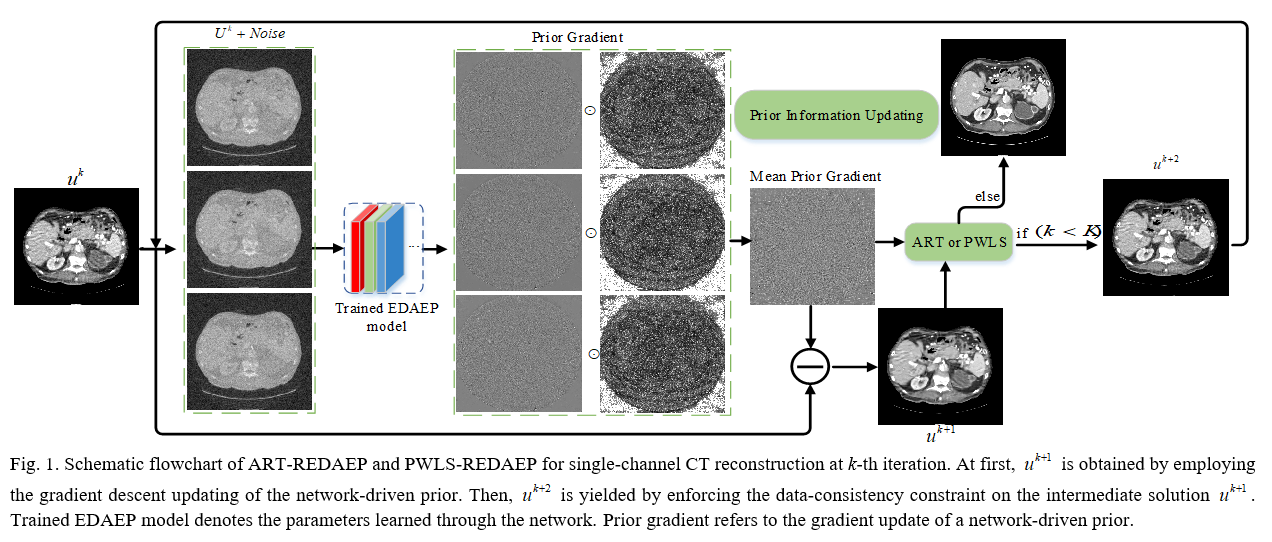 U^k + Noise
Prior Gradient
Prior Information Updating
u^k
Mean Prior Gradient
u^{k+2}
else
ART or PWLS
if (k < K)
...
Trained EDAEP
model
u^{k+1}
Fig. 1. Schematic flowchart of ART-REDAEP and PWLS-REDAEP for single-channel CT reconstruction at k-th iteration. At first, u^{k+1} is obtained by employing
the gradient descent updating of the network-driven prior. Then, u^{k+2} is yielded by enforcing the data-consistency constraint on the intermediate solution u^{k+1}.
Trained EDAEP model denotes the parameters learned through the network. Prior gradient refers to the gradient update of a network-driven prior.